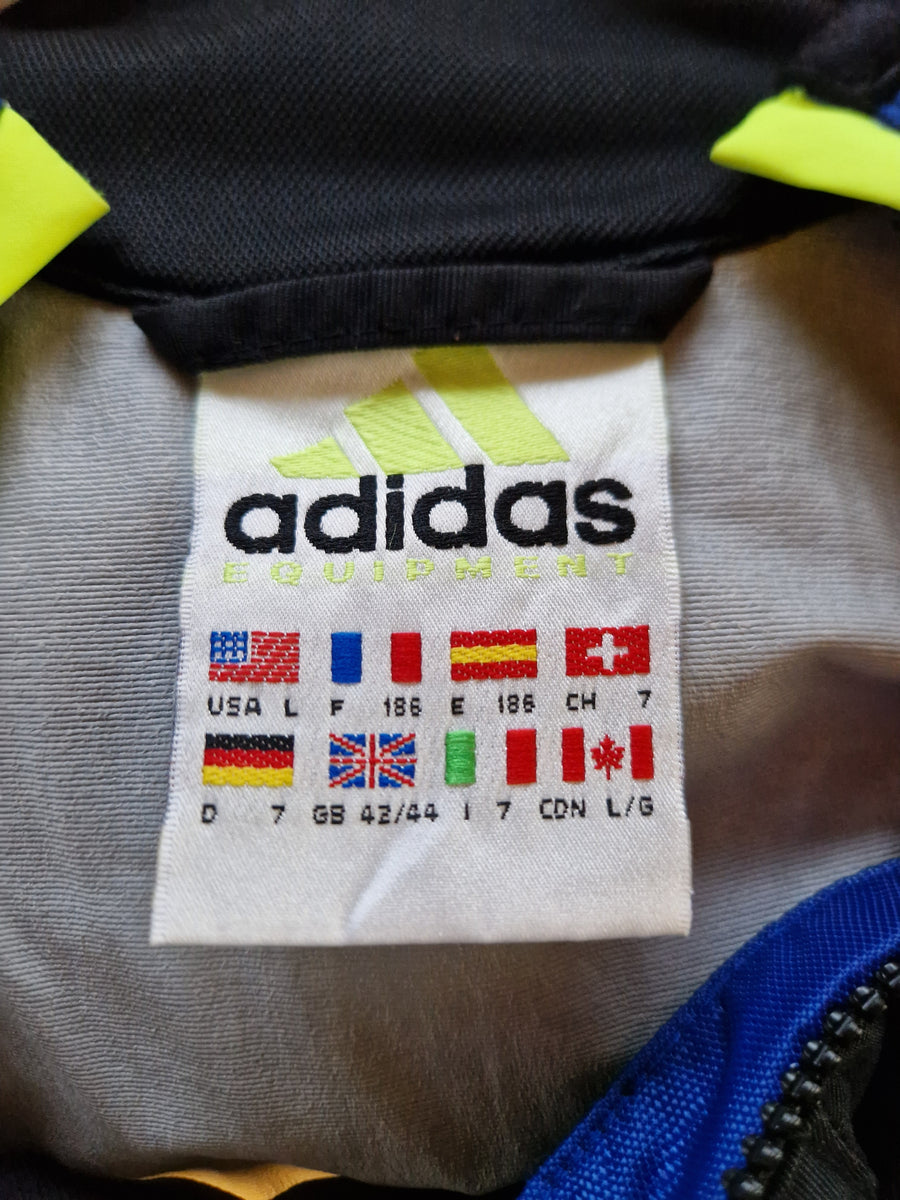 adidas
EQUIPMENT
USA L F 186 E 186 CH 7
D 7 GB 42/44 I 7 CDN L/G